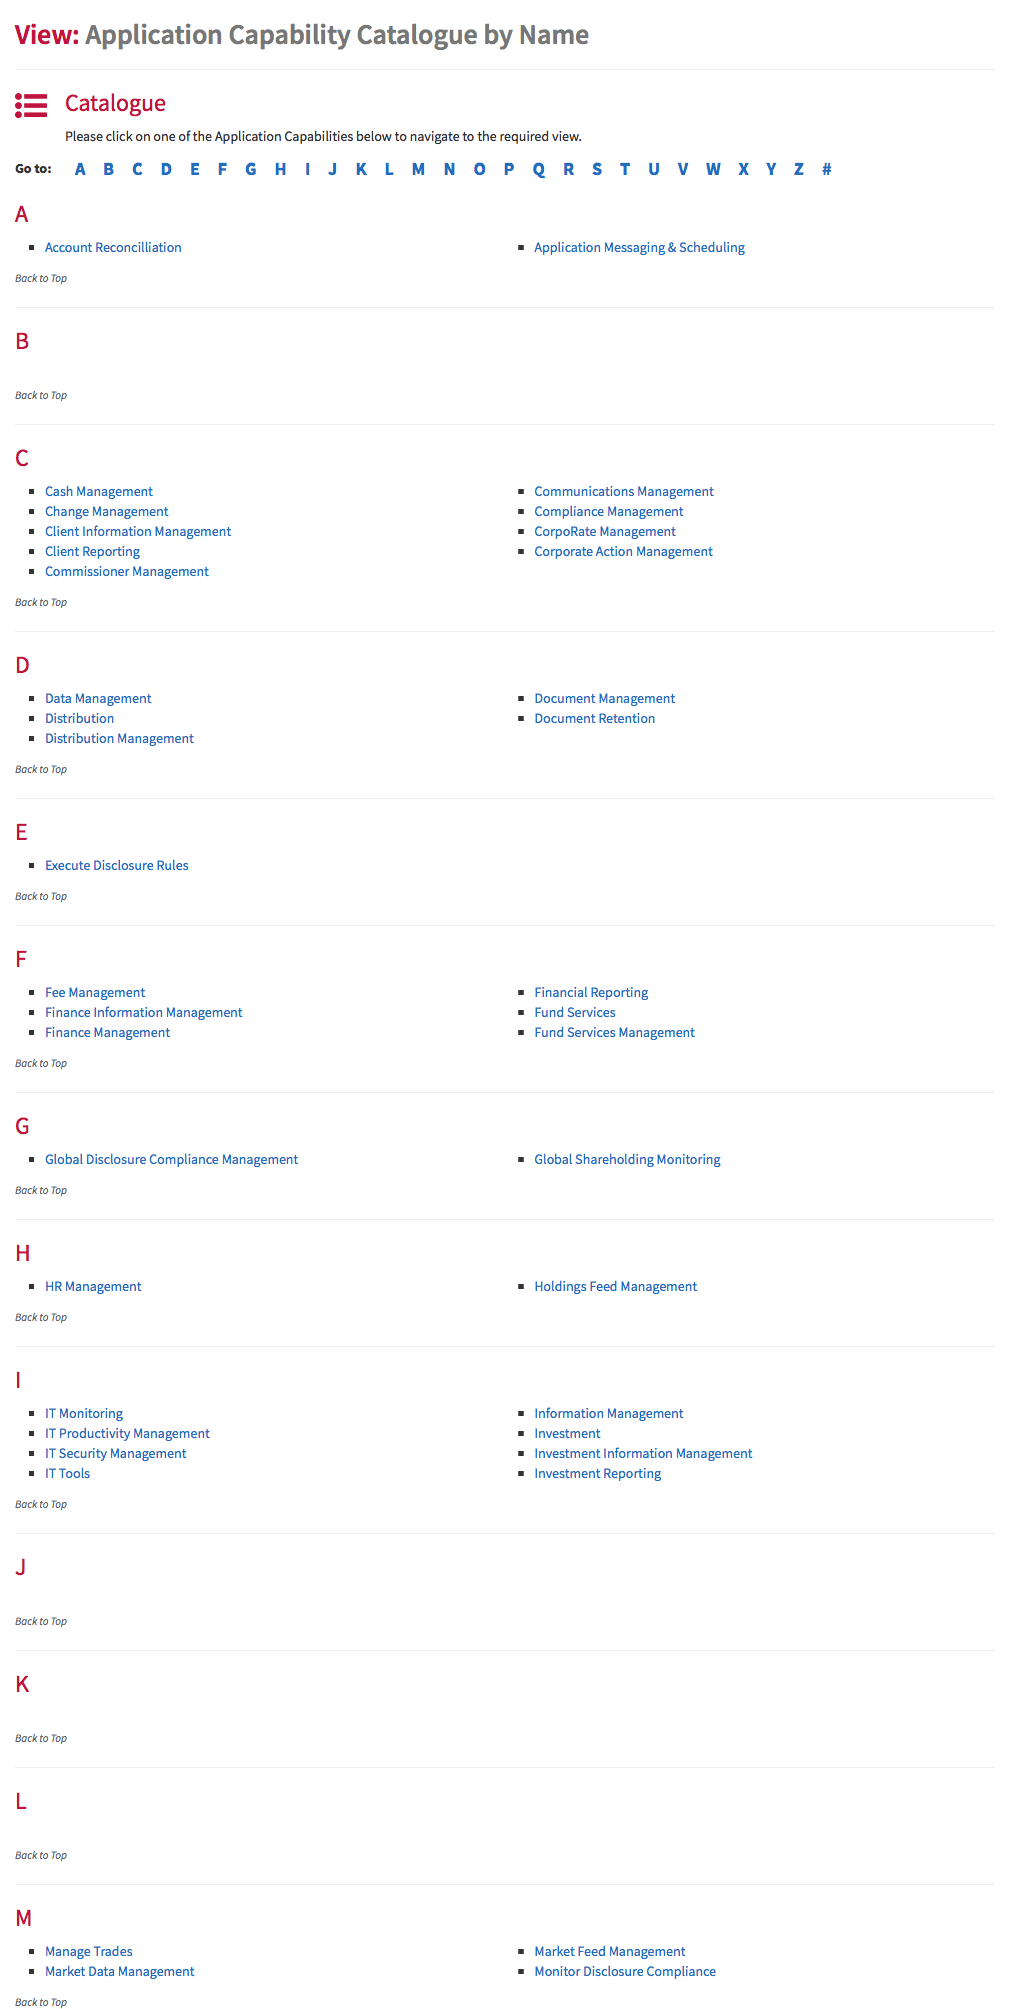 View: Application Capability Catalogue by Name
Catalogue
Please click on one of the Application Capabilities below to navigate to the required view.
Go to: A B C D E F G H I J K L M N O P Q R S T U V W X Y Z #
A
Account Reconcilliation
Application Messaging & Scheduling
Back to Top
B
Back to Top
C
Cash Management
Change Management
Client Information Management
Client Reporting
Commissioner Management
Communications Management
Compliance Management
CorpoRate Management
Corporate Action Management
Back to Top
D
Data Management
Distribution
Distribution Management
Document Management
Document Retention
Back to Top
E
Execute Disclosure Rules
Back to Top
F
Fee Management
Finance Information Management
Finance Management
Financial Reporting
Fund Services
Fund Services Management
Back to Top
G
Global Disclosure Compliance Management
Global Shareholding Monitoring
Back to Top
H
HR Management
Holdings Feed Management
Back to Top
I
IT Monitoring
IT Productivity Management
IT Security Management
IT Tools
Information Management
Investment
Investment Information Management
Investment Reporting
Back to Top
J
Back to Top
K
Back to Top
L
Back to Top
M
Manage Trades
Market Data Management
Market Feed Management
Monitor Disclosure Compliance
Back to Top